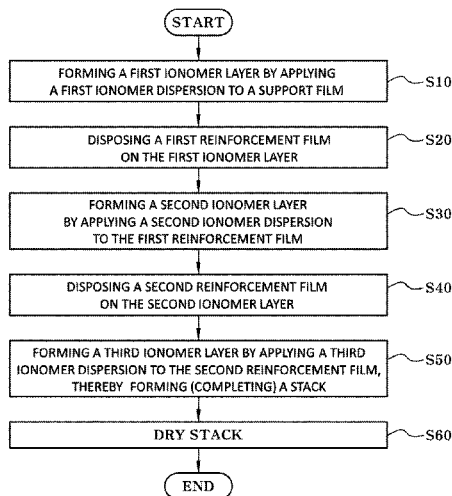 START
FORMING A FIRST IONOMER LAYER BY APPLYING
A FIRST IONOMER DISPERSION TO A SUPPORT FILM
S10
DISPOSING A FIRST REINFORCEMENT FILM
ON THE FIRST IONOMER LAYER
S20
FORMING A SECOND IONOMER LAYER
BY APPLYING A SECOND IONOMER DISPERSION
TO THE FIRST REINFORCEMENT FILM
S30
DISPOSING A SECOND REINFORCEMENT FILM
ON THE SECOND IONOMER LAYER
S40
FORMING A THIRD IONOMER LAYER BY APPLYING A THIRD
IONOMER DISPERSION TO THE SECOND REINFORCEMENT FILM,
THEREBY FORMING (COMPLETING) A STACK
S50
DRY STACK
S60
END